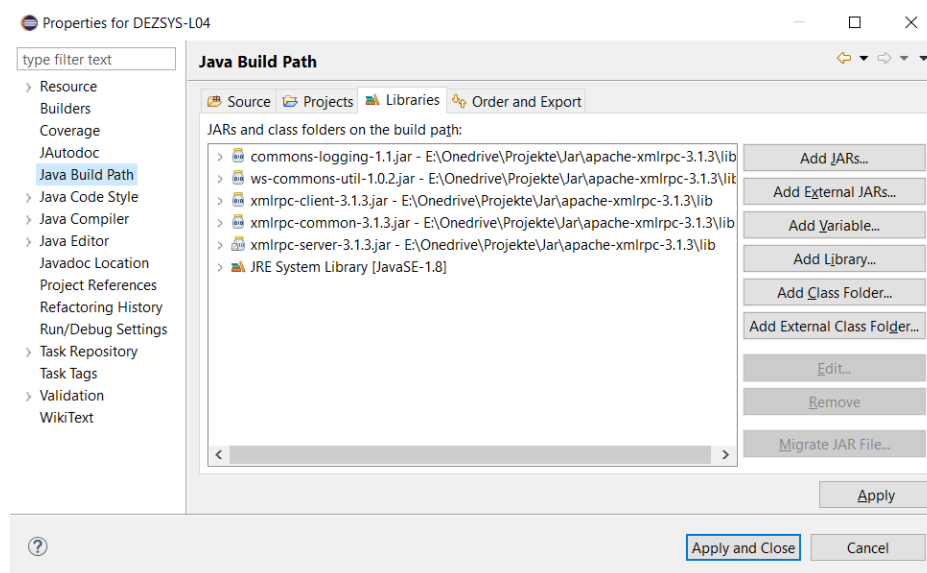 Properties for DEZSYS-L04
type filter text
Resource
Builders
Coverage
JAutodoc
Java Build Path
Java Code Style
Java Compiler
Java Editor
Javadoc Location
Project References
Refactoring History
Run/Debug Settings
Task Repository
Task Tags
Validation
WikiText
Java Build Path
Source Projects Libraries Order and Export
JARs and class folders on the build path:
commons-logging-1.1.jar - E:\Onedrive\Projekte\Jar\apache-xmlrpc-3.1.3\lib
ws-commons-util-1.0.2.jar - E:\Onedrive\Projekte\Jar\apache-xmlrpc-3.1.3\lib
xmlrpc-client-3.1.3.jar - E:\Onedrive\Projekte\Jar\apache-xmlrpc-3.1.3\lib
xmlrpc-common-3.1.3.jar - E:\Onedrive\Projekte\Jar\apache-xmlrpc-3.1.3\lib
xmlrpc-server-3.1.3.jar - E:\Onedrive\Projekte\Jar\apache-xmlrpc-3.1.3\lib
JRE System Library [JavaSE-1.8]
Add JARs...
Add External JARs...
Add Variable...
Add Library...
Add Class Folder...
Add External Class Folder...
Edit...
Remove
Migrate JAR File...
Apply
Apply and Close
Cancel